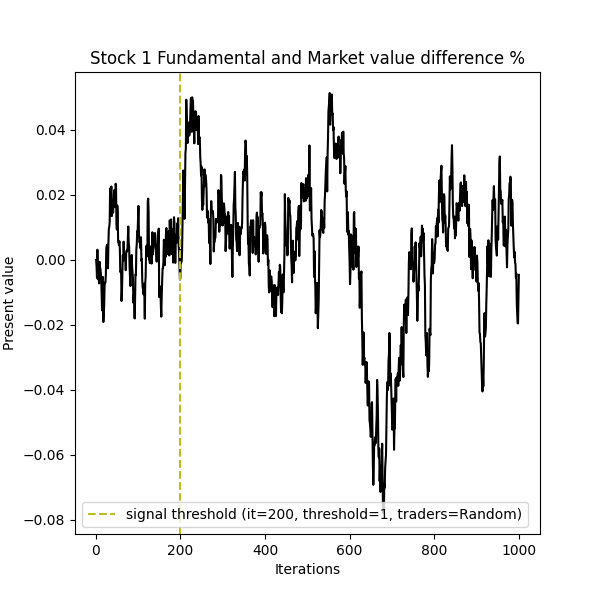 Stock 1 Fundamental and Market value difference %
Present value
0.04
0.02
0.00
−0.02
−0.04
−0.06
−0.08
signal threshold (it=200, threshold=1, traders=Random)
0 200 400 600 800 1000
Iterations